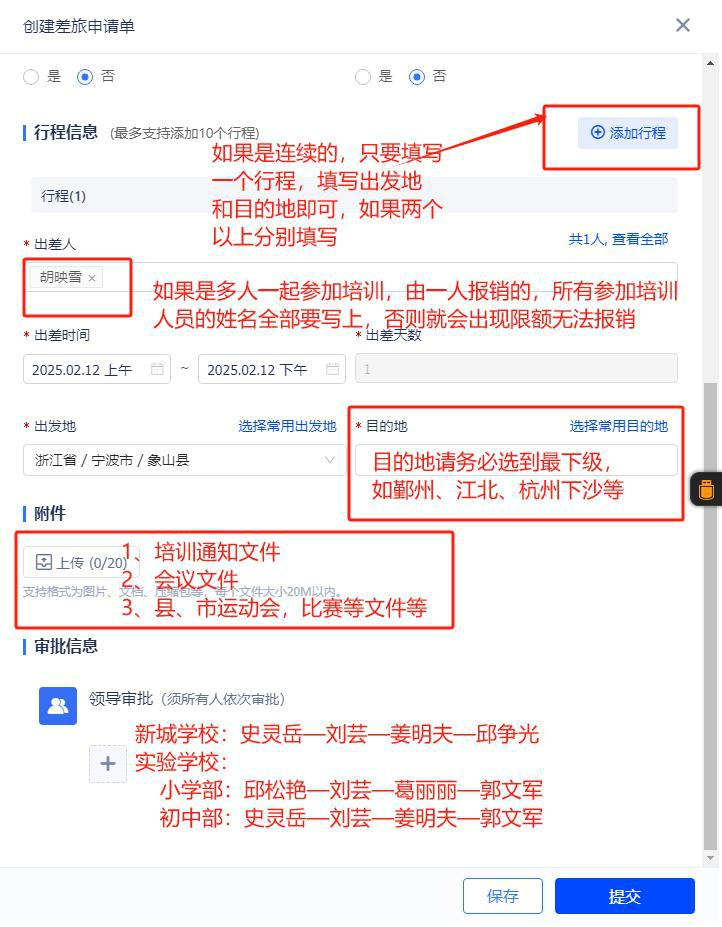 创建差旅申请单
是 否 是 否
行程信息 (最多支持添加10个行程) 添加行程
如果是连续的，只要填写
一个行程，填写出发地
和目的地即可，如果两个
以上分别填写
行程(1)
* 出差人 共1人, 查看全部
胡映雪 ×
如果是多人一起参加培训，由一人报销的，所有参加培训
人员的姓名全部要写上，否则就会出现限额无法报销
* 出差时间 * 出差天数
2025.02.12 上午 ~ 2025.02.12 下午 1
* 出发地 选择常用出发地 * 目的地 选择常用目的地
浙江省 / 宁波市 / 象山县
目的地请务必选到最下级，
如鄞州、江北、杭州下沙等
附件
上传 (0/20)
1、培训通知文件
2、会议文件
支持格式为图片、文档、压缩包等，每个文件大小20M以内。
3、县、市运动会，比赛等文件等
审批信息
领导审批 (须所有人依次审批)
新城学校：史灵岳—刘芸—姜明夫—邱争光
实验学校：
小学部：邱松艳—刘芸—葛丽丽—郭文军
初中部：史灵岳—刘芸—姜明夫—郭文军
保存 提交